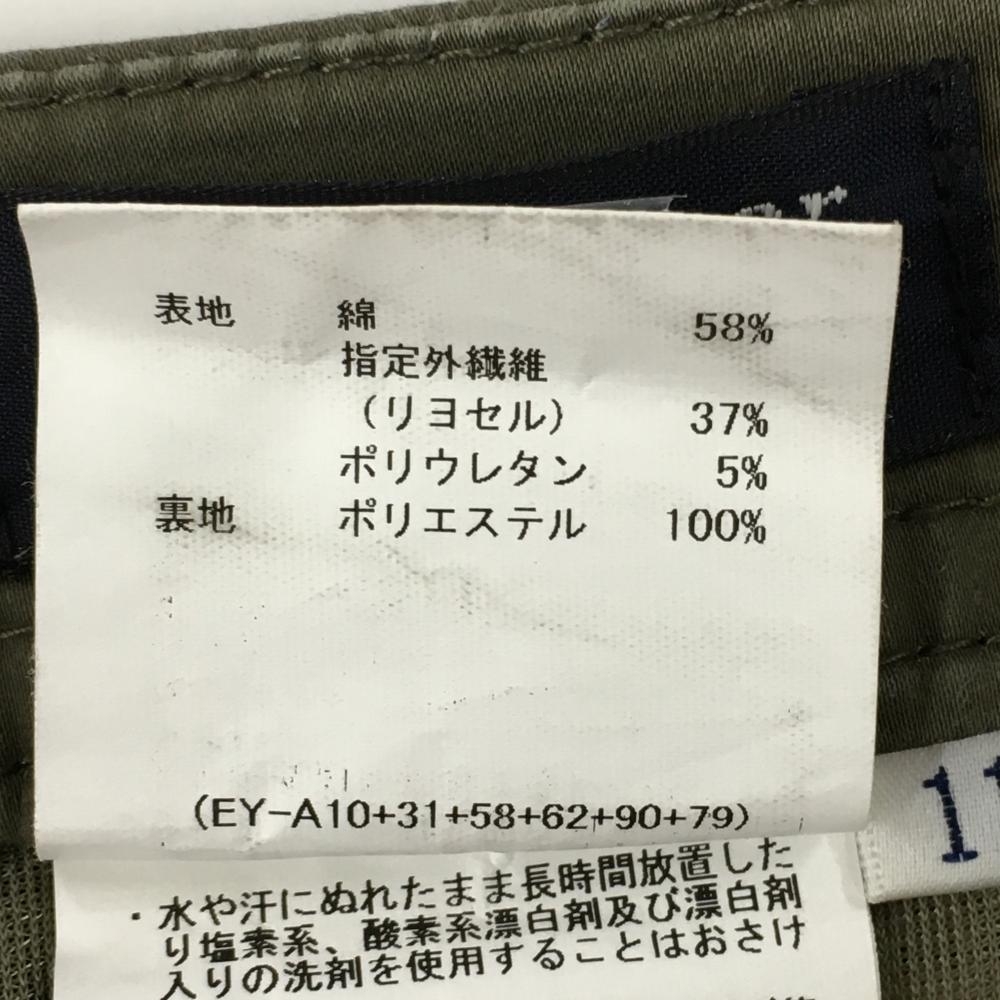 表地 綿 58%
指定外繊維
(リヨセル) 37%
ポリウレタン 5%
裏地 ポリエステル 100%
(EY-A10+31+58+62+90+79)
・水や汗にぬれたまま長時間放置した
り塩素系、酸素系漂白剤及び漂白剤
入りの洗剤を使用することはおさけ
11